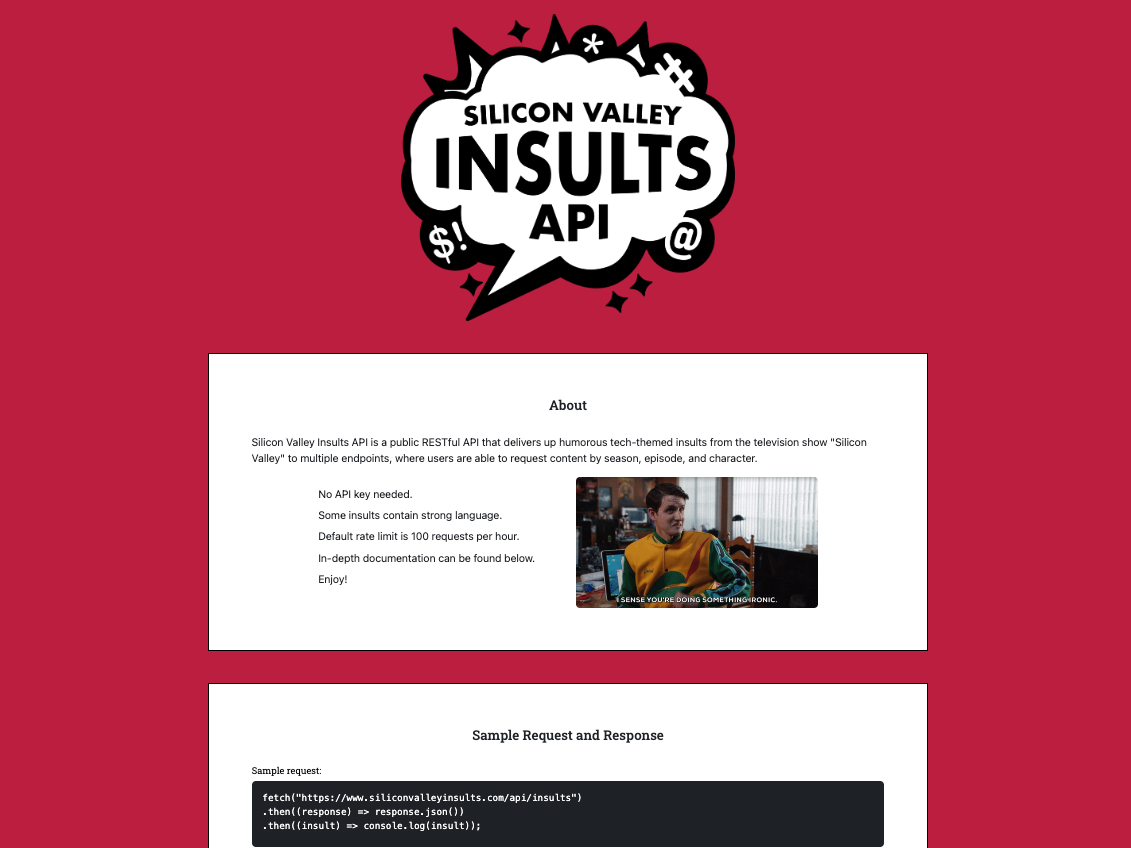 * #
SILICON VALLEY
INSULTS
API
$! @
About
Silicon Valley Insults API is a public RESTful API that delivers up humorous tech-themed insults from the television show "Silicon
Valley" to multiple endpoints, where users are able to request content by season, episode, and character.
No API key needed.
Some insults contain strong language.
Default rate limit is 100 requests per hour.
In-depth documentation can be found below.
Enjoy!
I SENSE YOU'RE DOING SOMETHING IRONIC.
Sample Request and Response
Sample request:
fetch("https://www.siliconvalleyinsults.com/api/insults")
.then((response) => response.json())
.then((insult) => console.log(insult));